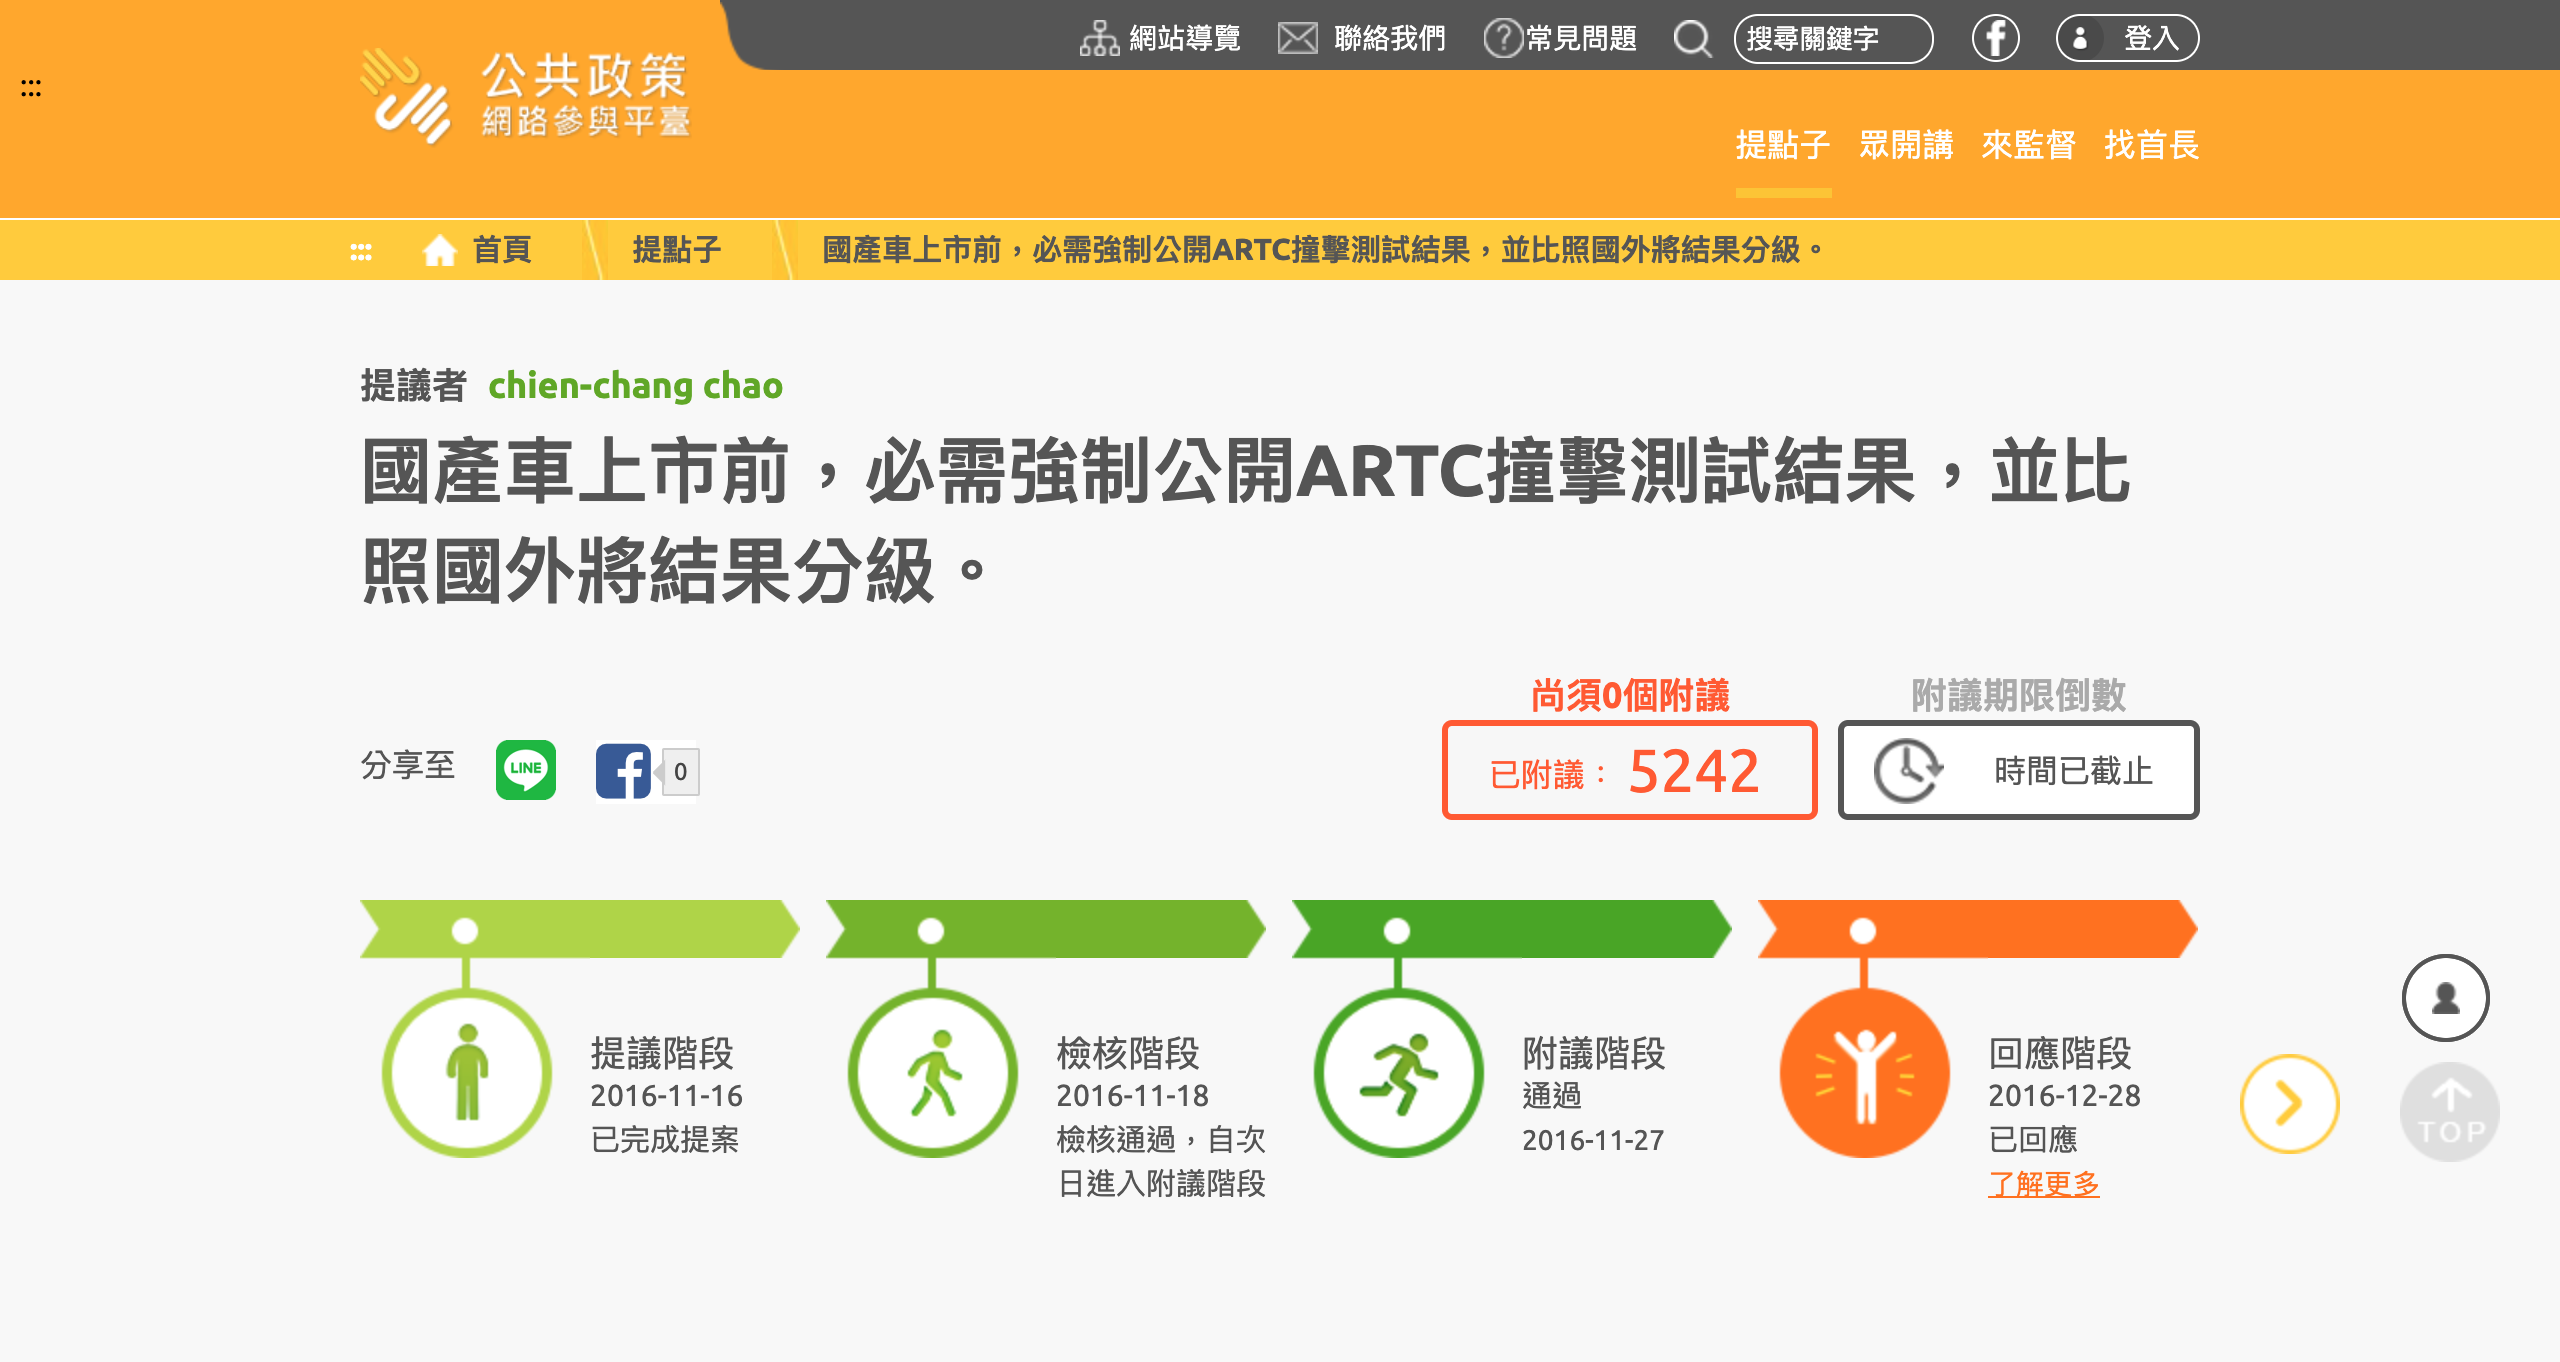 網站導覽
聯絡我們
常見問題
搜尋關鍵字
登入
公共政策
網路參與平臺
提點子
眾開講
來監督
找首長
首頁
提點子
國產車上市前，必需強制公開ARTC撞擊測試結果，並比照國外將結果分級。
提議者 chien-chang chao
國產車上市前，必需強制公開ARTC撞擊測試結果，並比
照國外將結果分級。
尚須0個附議
附議期限倒數
分享至
LINE
0
已附議： 5242
時間已截止
提議階段
2016-11-16
已完成提案
檢核階段
2016-11-18
檢核通過，自次
日進入附議階段
附議階段
通過
2016-11-27
回應階段
2016-12-28
已回應
了解更多
TOP